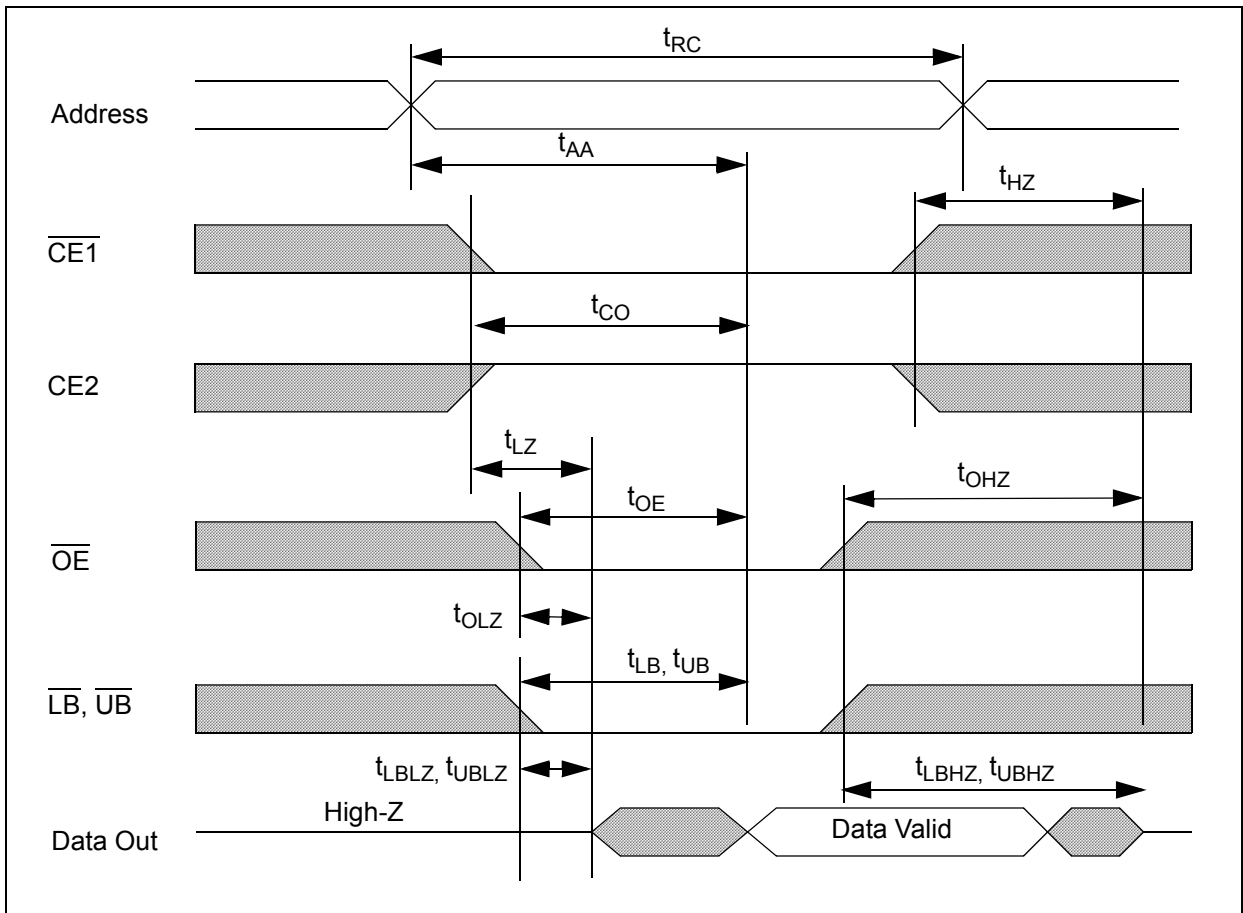 tRC
Address
tAA
tHZ
CE1
tCO
CE2
tLZ
tOE
tOHZ
OE
tOLZ
tLB, tUB
LB, UB
tLBLZ, tUBLZ
tLBHZ, tUBHZ
High-Z
Data Valid
Data Out